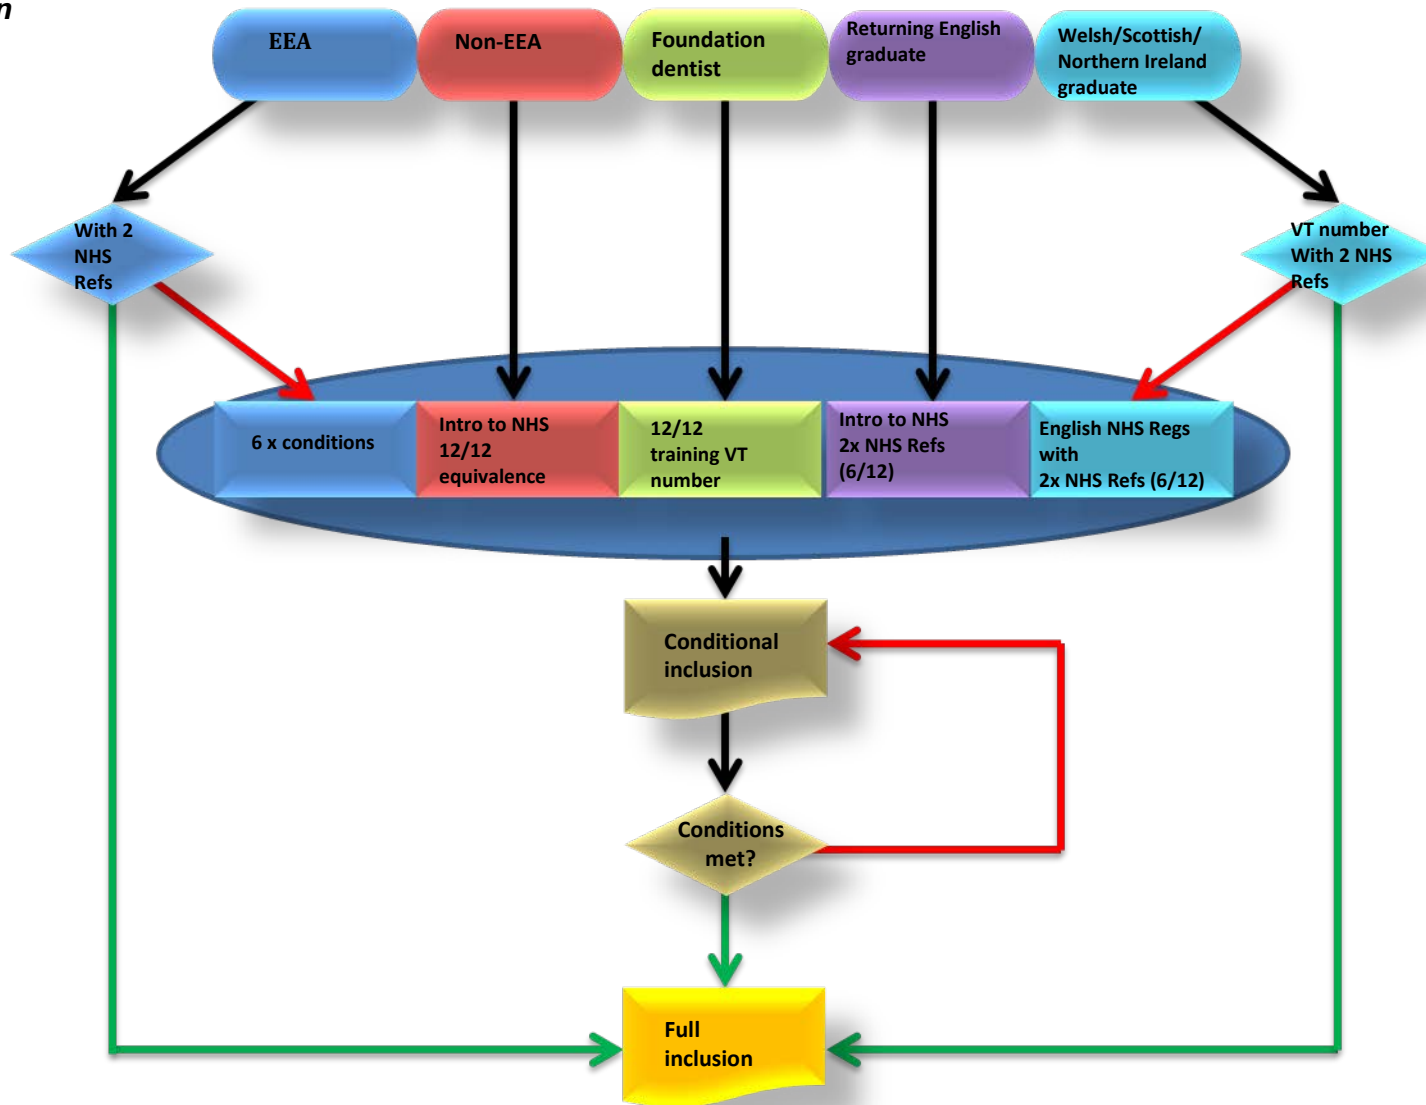 n
EEA
Non-EEA
Foundation
dentist
Returning English
graduate
Welsh/Scottish/
Northern Ireland
graduate
With 2
NHS
Refs
VT number
With 2 NHS
Refs
6 x conditions
Intro to NHS
12/12
equivalence
12/12
training VT
number
Intro to NHS
2x NHS Refs
(6/12)
English NHS Regs
with
2x NHS Refs (6/12)
Conditional
inclusion
Conditions
met?
Full
inclusion